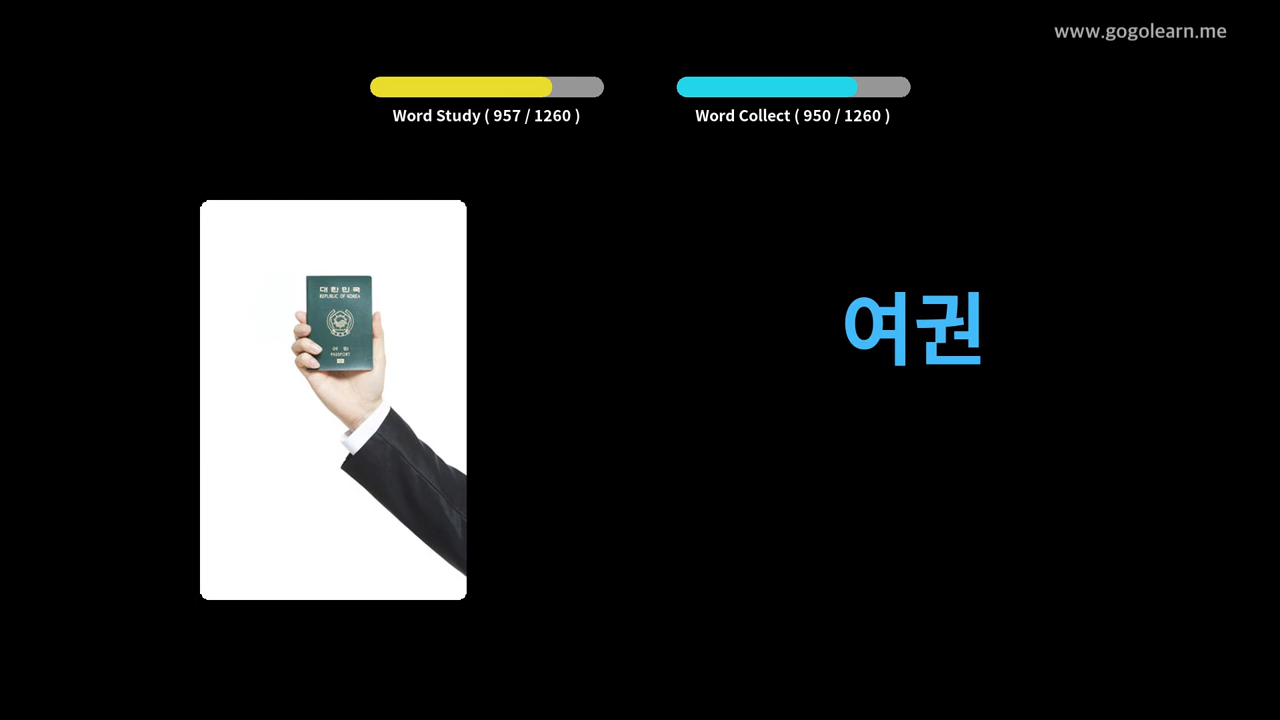 www.gogolearn.me
Word Study ( 957 / 1260 )
Word Collect ( 950 / 1260 )
대한민국
REPUBLIC OF KOREA
여권
PASSPORT
여권